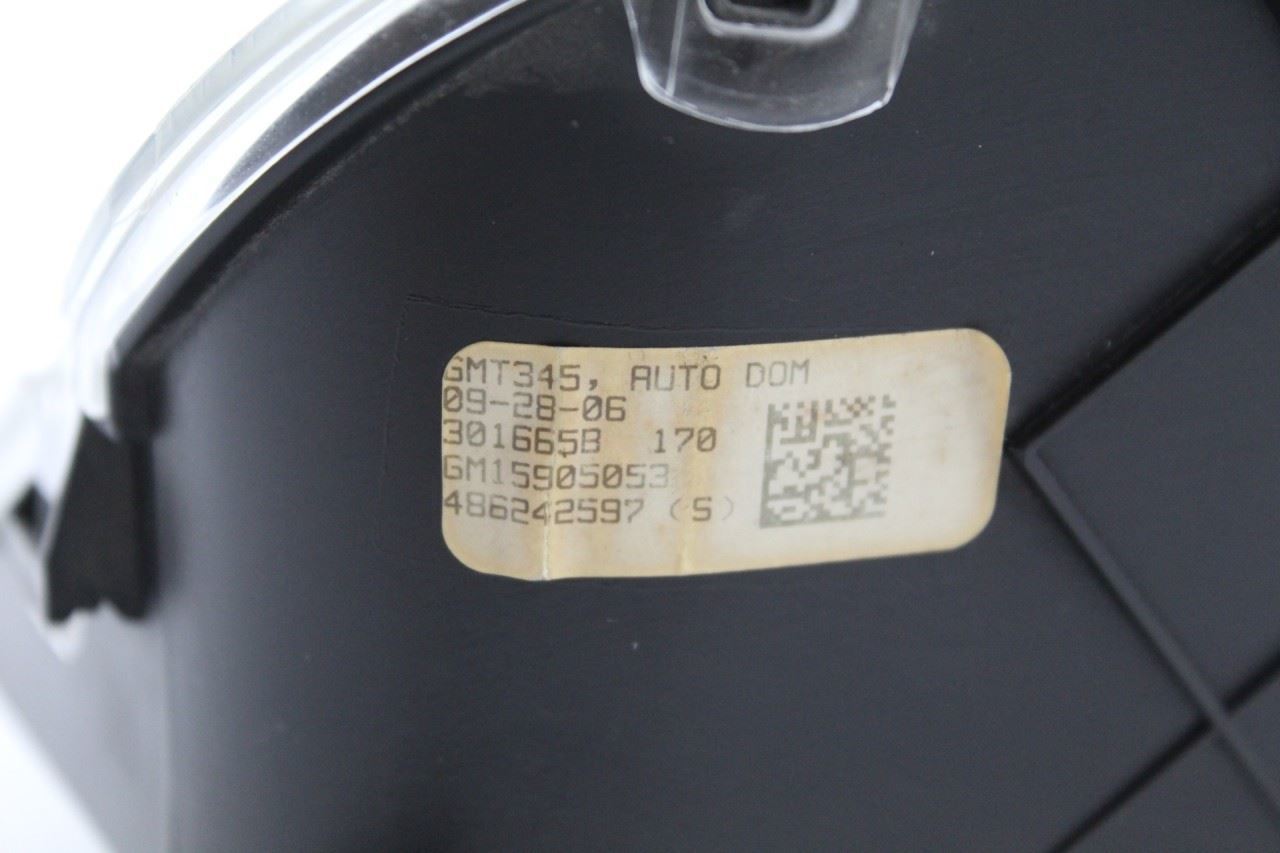 GMT345, AUTO DOM
09-28-06
301665B 170
GM15905053
486242597 (S)